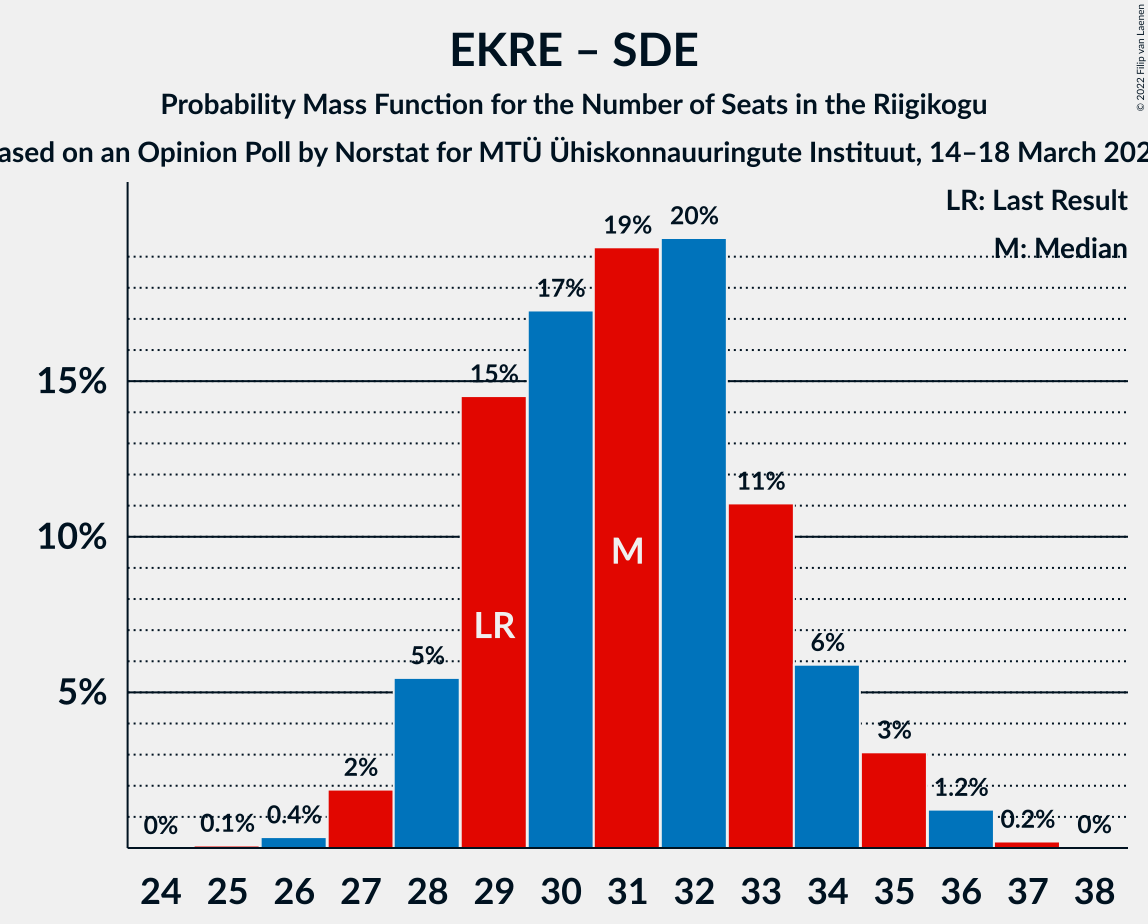 EKRE – SDE
Probability Mass Function for the Number of Seats in the Riigikogu
ased on an Opinion Poll by Norstat for MTÜ Ühiskonnauuringute Instituut, 14–18 March 202
© 2022 Filip van Laenen
LR: Last Result
M: Median
15%
10%
5%
0%
0.1%
0.4%
2%
5%
15%
17%
19%
20%
11%
6%
3%
1.2%
0.2%
0%
LR
M
24 25 26 27 28 29 30 31 32 33 34 35 36 37 38